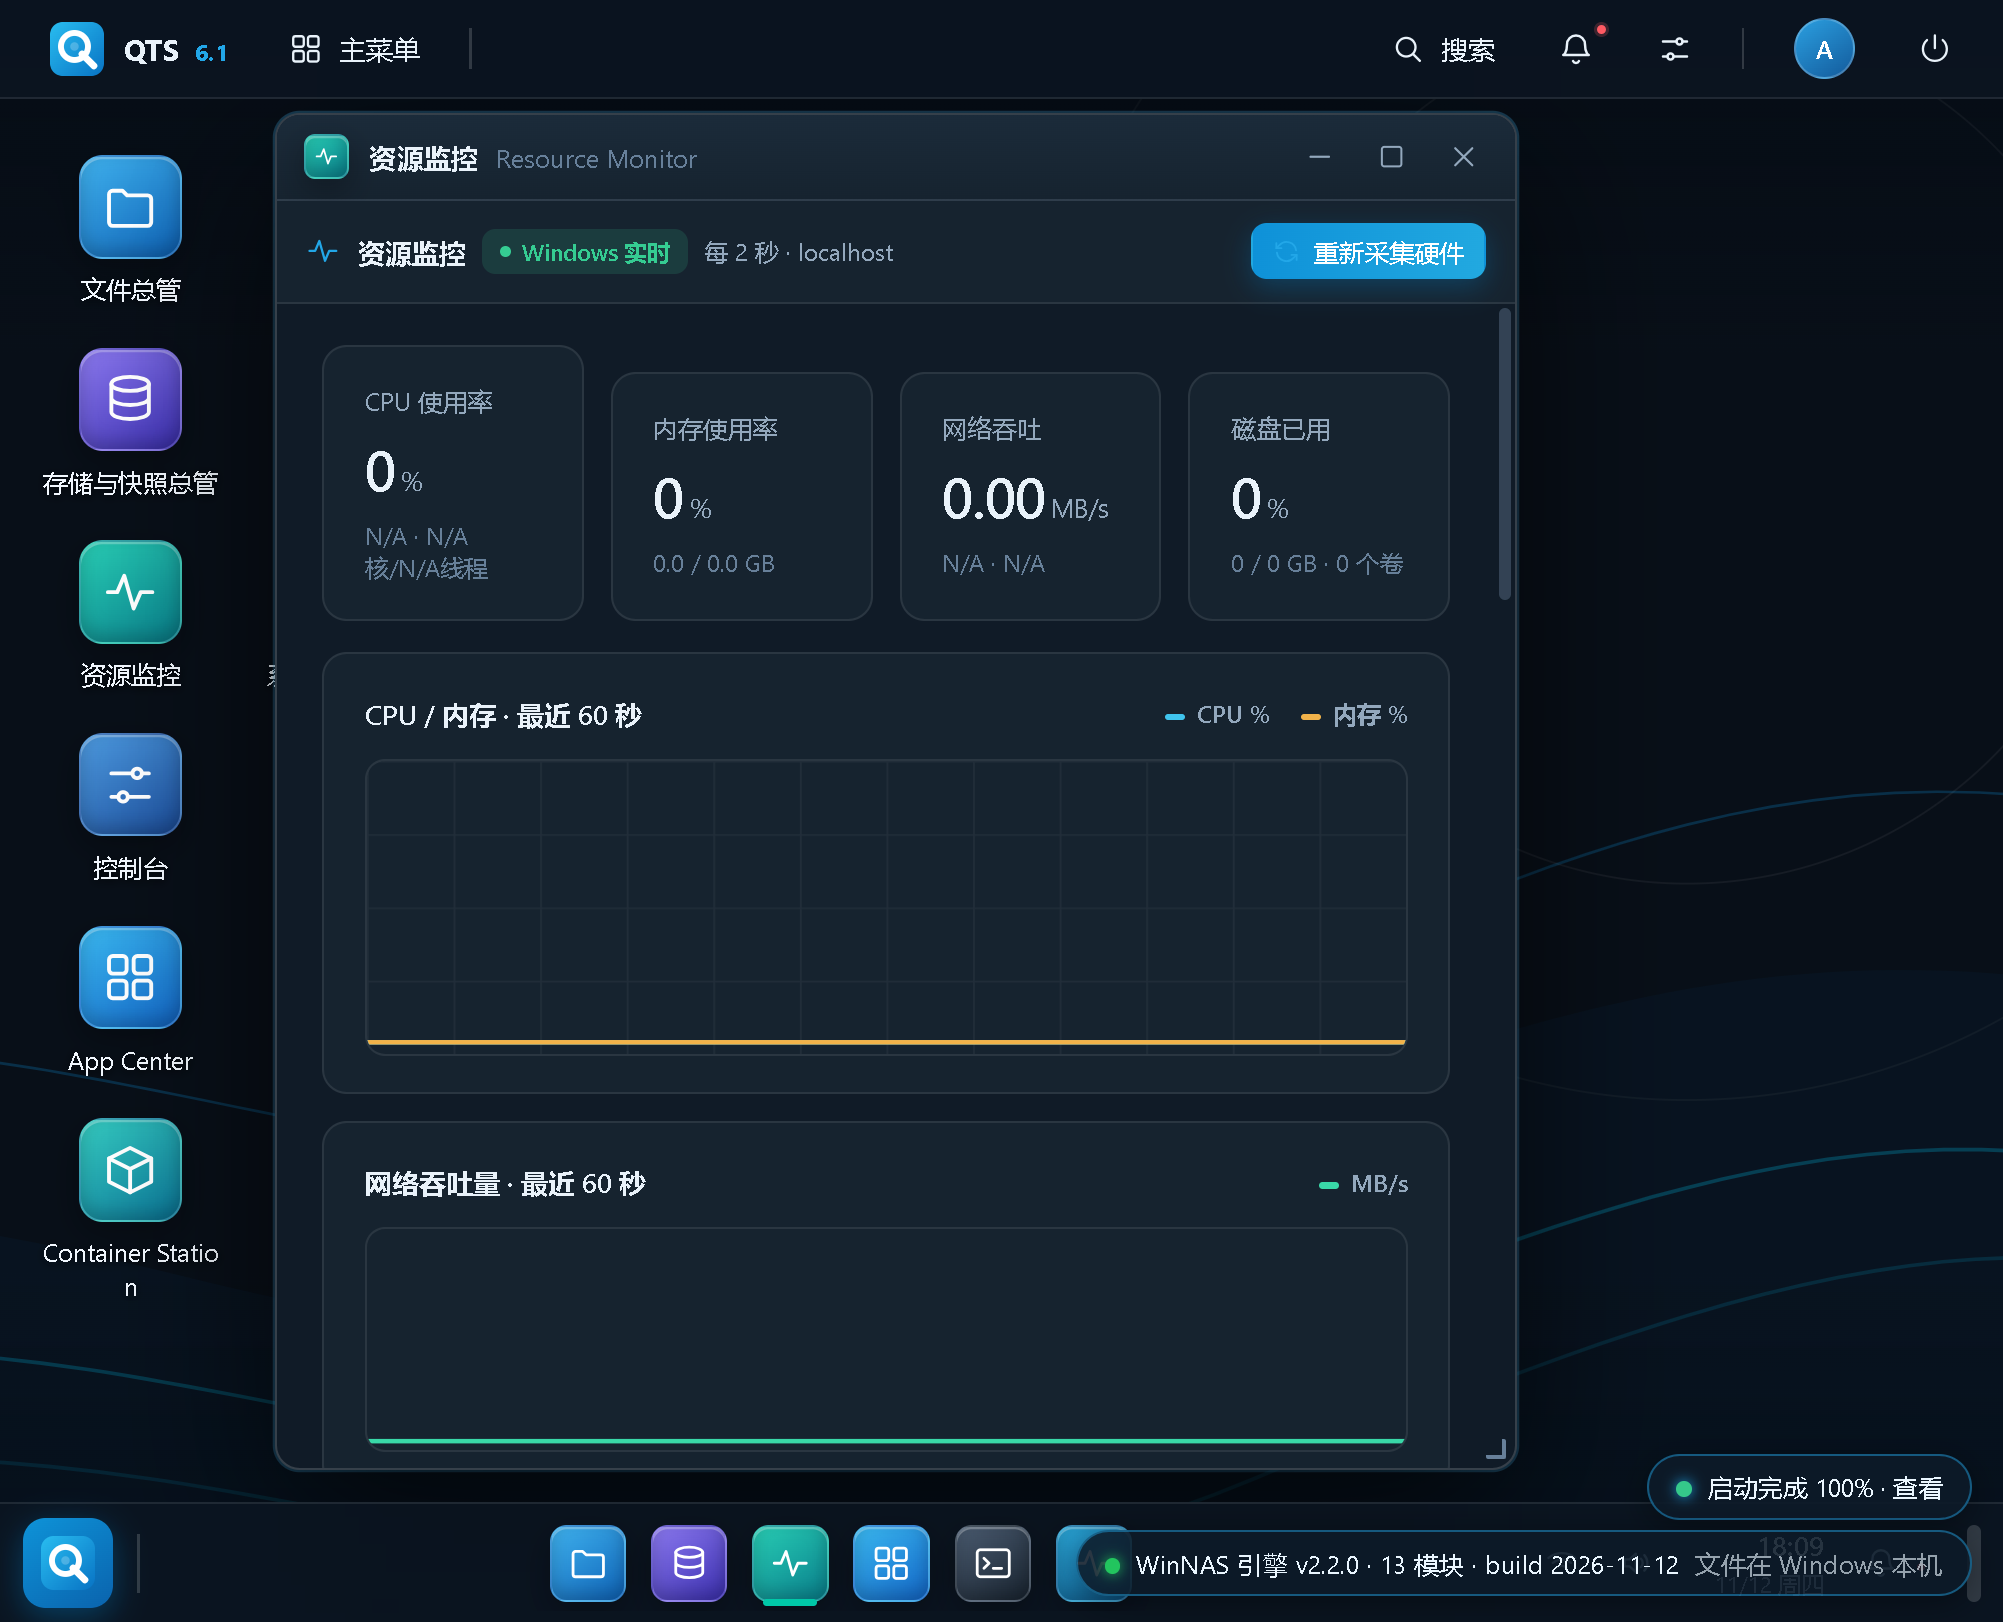 QTS 6.1
主菜单
搜索
A
文件总管
存储与快照总管
资源监控
控制台
App Center
Container Statio
n
资源监控 Resource Monitor
资源监控
Windows 实时
每 2 秒 · localhost
重新采集硬件
CPU 使用率
0 %
N/A · N/A
核/N/A线程
内存使用率
0 %
0.0 / 0.0 GB
网络吞吐
0.00 MB/s
N/A · N/A
磁盘已用
0 %
0 / 0 GB · 0 个卷
CPU / 内存 · 最近 60 秒
CPU %
内存 %
网络吞吐量 · 最近 60 秒
MB/s
启动完成 100% · 查看
WinNAS 引擎 v2.2.0 · 13 模块 · build 2026-11-12 文件在 Windows 本机
18:09
11/12 周四